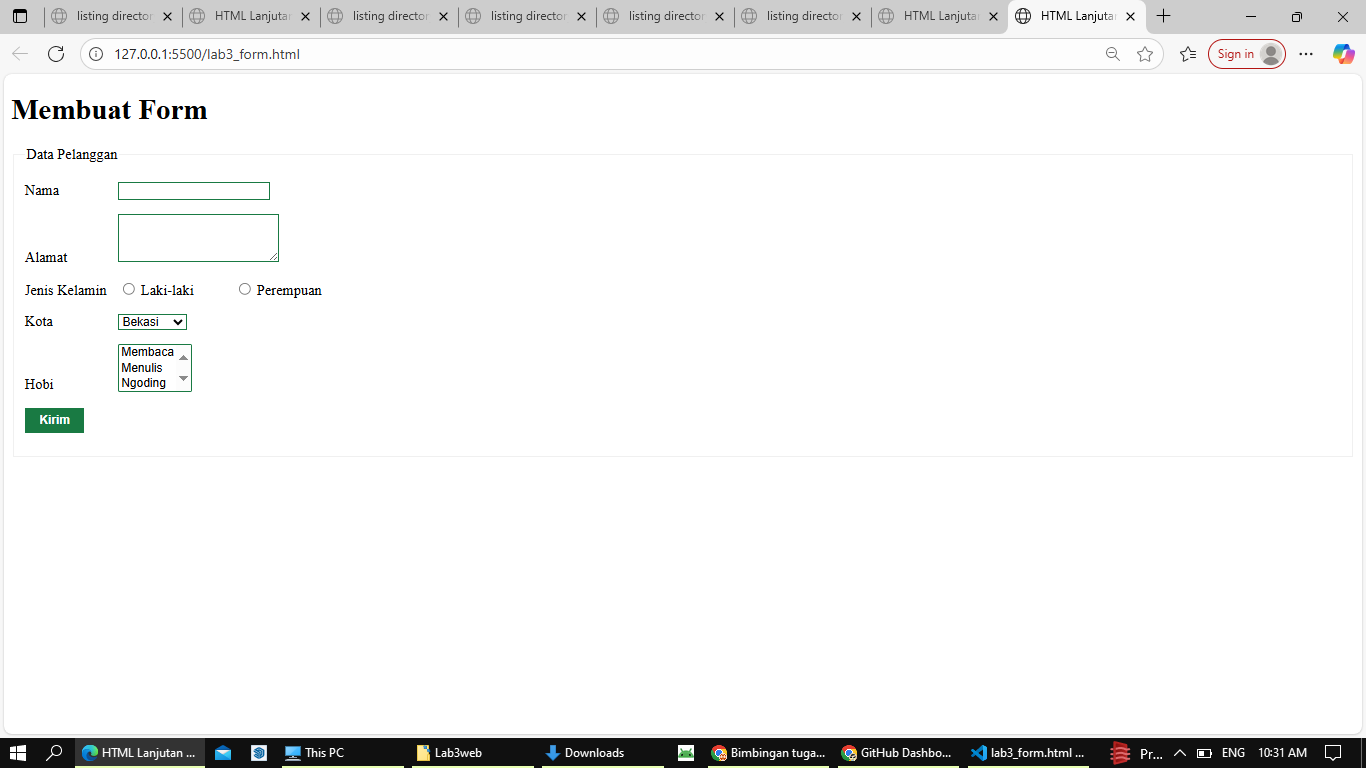 listing director
HTML Lanjutan
listing director
listing director
listing director
listing director
HTML Lanjutan
HTML Lanjutan
127.0.0.1:5500/lab3_form.html
Sign in
Membuat Form
Data Pelanggan
Nama
Alamat
Jenis Kelamin Laki-laki Perempuan
Kota Bekasi
Membaca
Menulis
Hobi Ngoding
Kirim
HTML Lanjutan ... This PC Lab3web Downloads Bimbingan tuga... GitHub Dashbo... lab3_form.html ... Pr... ENG 10:31 AM